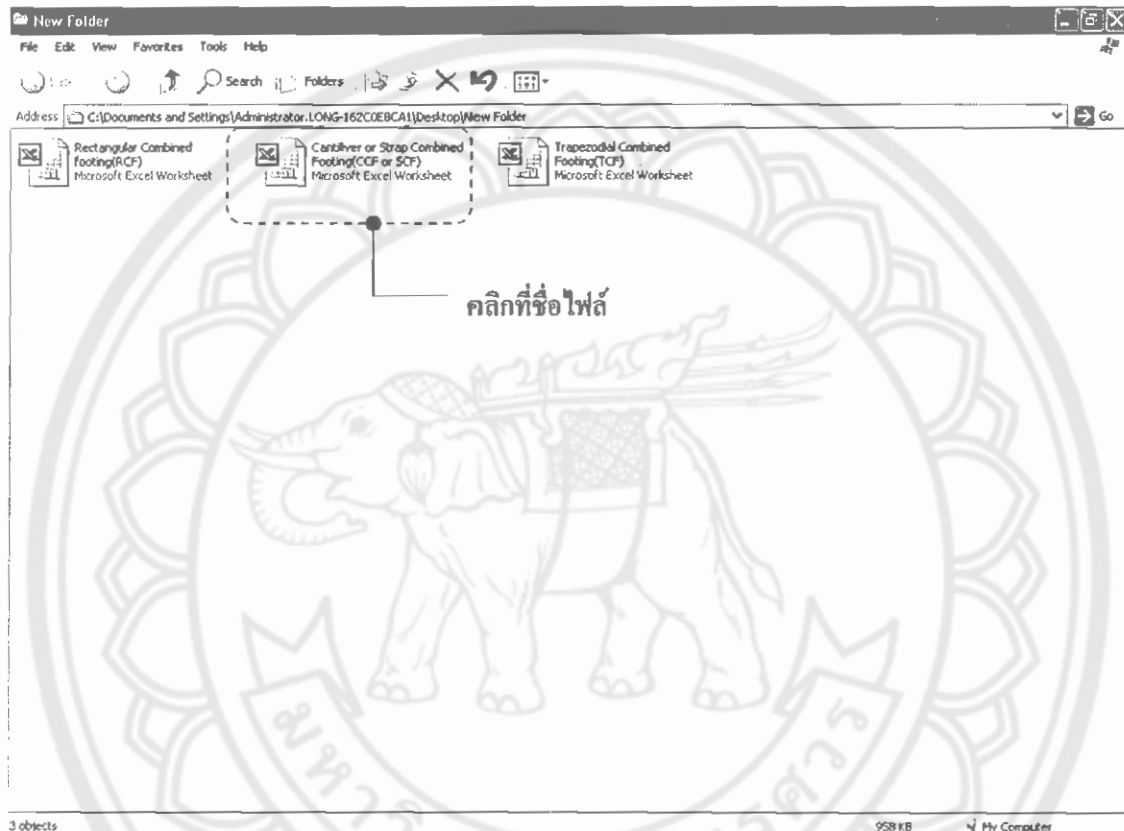 New Folder
File Edit View Favorites Tools Help
Search Folders
Address C:\Documents and Settings\Administrator.LONG-162C0E8CA1\Desktop\New Folder Go
Rectangular Combined
footing(RCF)
Microsoft Excel Worksheet
Cantiliver or Strap Combined
Footing(CCF or SCF)
Microsoft Excel Worksheet
Trapezodial Combined
Footing(TCF)
Microsoft Excel Worksheet
คลิกที่ชื่อไฟล์
3 objects 958 KB My Computer